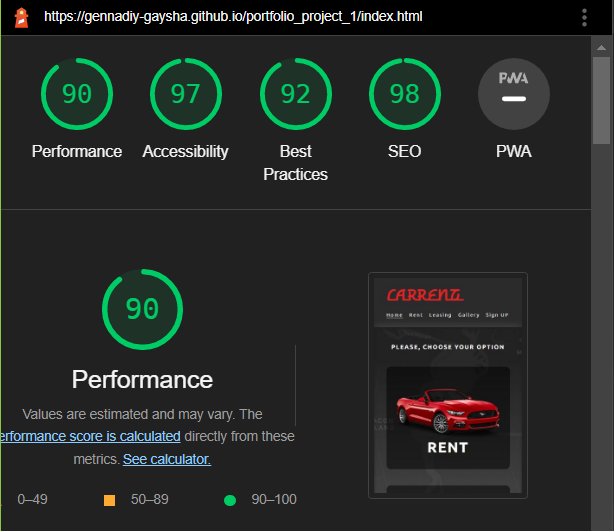 https://gennadiy-gaysha.github.io/portfolio_project_1/index.html
90 97 92 98 PWA
Performance Accessibility Best Practices SEO PWA
90
Performance
Values are estimated and may vary. The
erformance score is calculated directly from these
metrics. See calculator.
0–49 50–89 90–100
CARRENTL
Home Rent Leasing Gallery Sign UP
PLEASE, CHOOSE YOUR OPTION
RENT